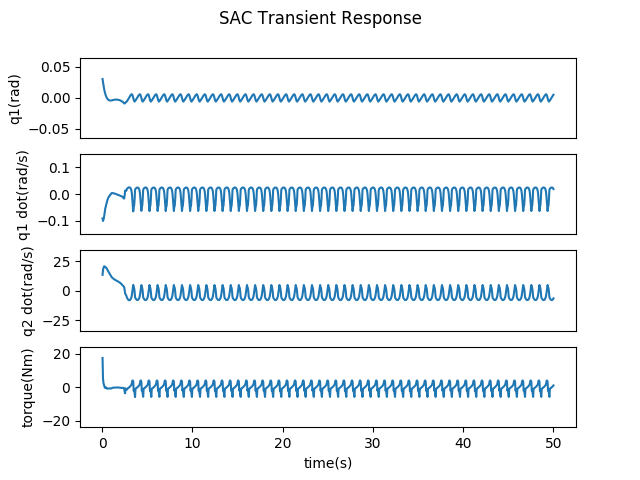 SAC Transient Response
q1(rad)
0.05
0.00
−0.05
q1 dot(rad/s)
0.1
0.0
−0.1
q2 dot(rad/s)
25
0
−25
torque(Nm)
20
0
−20
0 10 20 30 40 50
time(s)